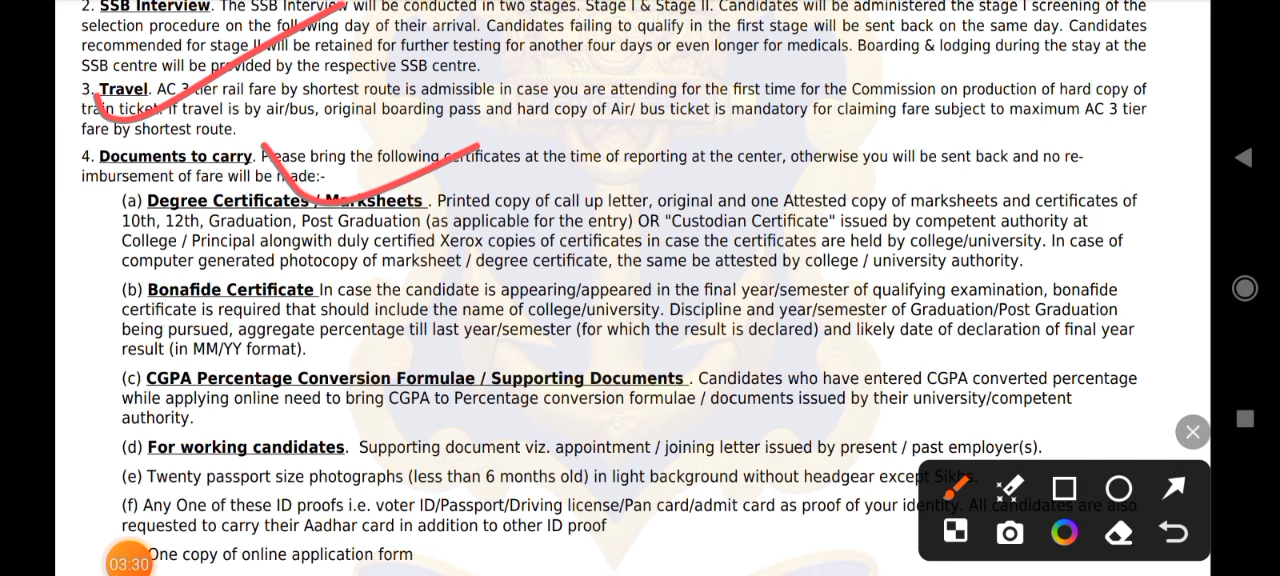 2. SSB Interview. The SSB Interview will be conducted in two stages. Stage I & Stage II. Candidates will be administered the stage I screening of the
selection procedure on the following day of their arrival. Candidates failing to qualify in the first stage will be sent back on the same day. Candidates
recommended for stage II will be retained for further testing for another four days or even longer for medicals. Boarding & lodging during the stay at the
SSB centre will be provided by the respective SSB centre.
3. Travel. AC 3 tier rail fare by shortest route is admissible in case you are attending for the first time for the Commission on production of hard copy of
train ticket. If travel is by air/bus, original boarding pass and hard copy of Air/ bus ticket is mandatory for claiming fare subject to maximum AC 3 tier
fare by shortest route.
4. Documents to carry. Please bring the following certificates at the time of reporting at the center, otherwise you will be sent back and no re-
imbursement of fare will be made:-
(a) Degree Certificates / Marksheets . Printed copy of call up letter, original and one Attested copy of marksheets and certificates of
10th, 12th, Graduation, Post Graduation (as applicable for the entry) OR "Custodian Certificate" issued by competent authority at
College / Principal alongwith duly certified Xerox copies of certificates in case the certificates are held by college/university. In case of
computer generated photocopy of marksheet / degree certificate, the same be attested by college / university authority.
(b) Bonafide Certificate In case the candidate is appearing/appeared in the final year/semester of qualifying examination, bonafide
certificate is required that should include the name of college/university. Discipline and year/semester of Graduation/Post Graduation
being pursued, aggregate percentage till last year/semester (for which the result is declared) and likely date of declaration of final year
result (in MM/YY format).
(c) CGPA Percentage Conversion Formulae / Supporting Documents . Candidates who have entered CGPA converted percentage
while applying online need to bring CGPA to Percentage conversion formulae / documents issued by their university/competent
authority.
(d) For working candidates. Supporting document viz. appointment / joining letter issued by present / past employer(s).
(e) Twenty passport size photographs (less than 6 months old) in light background without headgear except Sikhs.
(f) Any One of these ID proofs i.e. voter ID/Passport/Driving license/Pan card/admit card as proof of your identity. All candidates are also
requested to carry their Aadhar card in addition to other ID proof
One copy of online application form
03:30